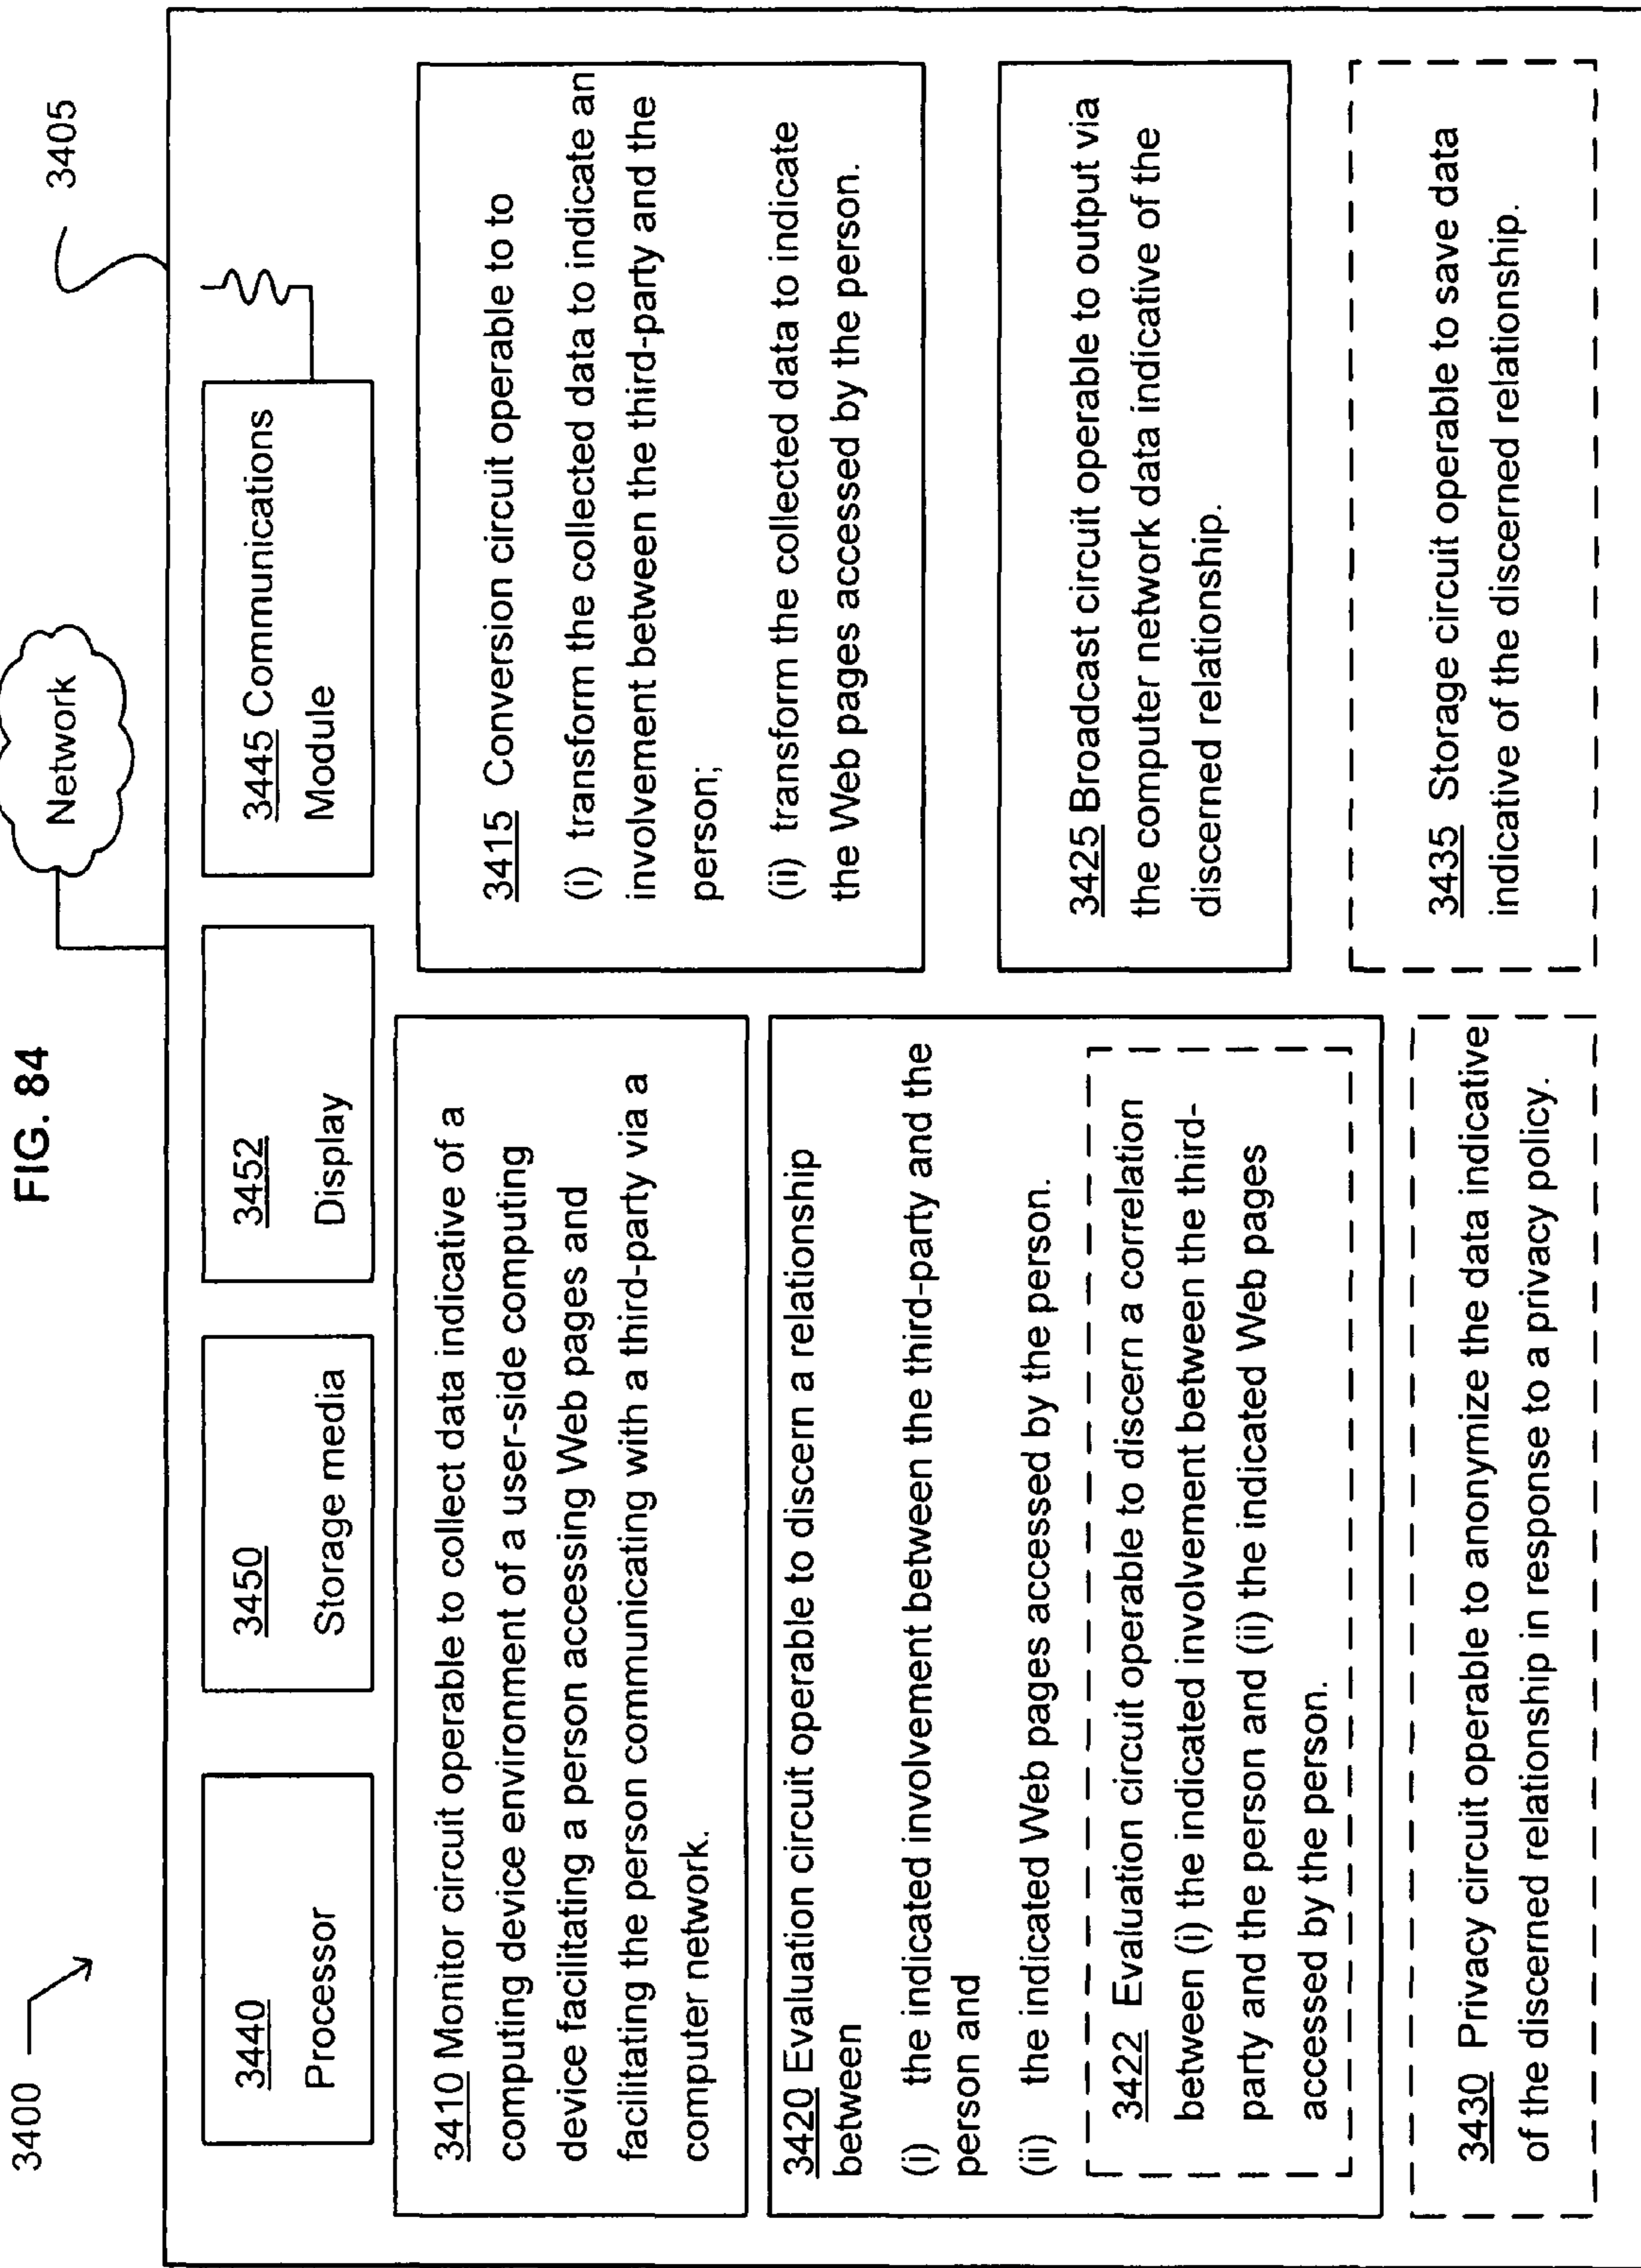 FIG. 84
3400
Network
3405
3440
Processor
3450
Storage media
3452
Display
3445 Communications
Module
3410 Monitor circuit operable to collect data indicative of a
computing device environment of a user-side computing
device facilitating a person accessing Web pages and
facilitating the person communicating with a third-party via a
computer network.
3415 Conversion circuit operable to to
(i) transform the collected data to indicate an
involvement between the third-party and the
person;
(ii) transform the collected data to indicate
the Web pages accessed by the person.
3420 Evaluation circuit operable to discern a relationship
between
(i) the indicated involvement between the third-party and the
person and
(ii) the indicated Web pages accessed by the person.
3422 Evaluation circuit operable to discern a correlation
between (i) the indicated involvement between the third-
party and the person and (ii) the indicated Web pages
accessed by the person.
3425 Broadcast circuit operable to output via
the computer network data indicative of the
discerned relationship.
3430 Privacy circuit operable to anonymize the data indicative
of the discerned relationship in response to a privacy policy.
3435 Storage circuit operable to save data
indicative of the discerned relationship.